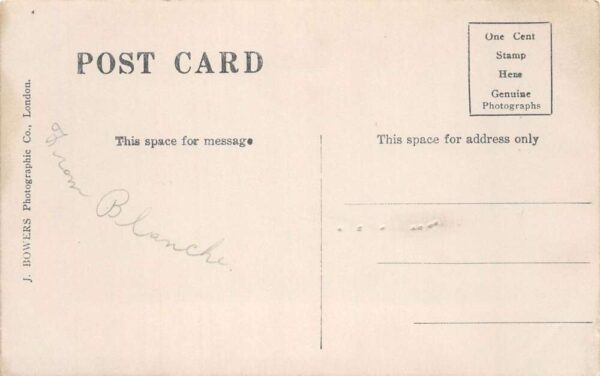 POST CARD
One Cent
Stamp
Here
Genuine
Photographs
This space for message
This space for address only
From Blanche
J. BOWERS Photographic Co., London.